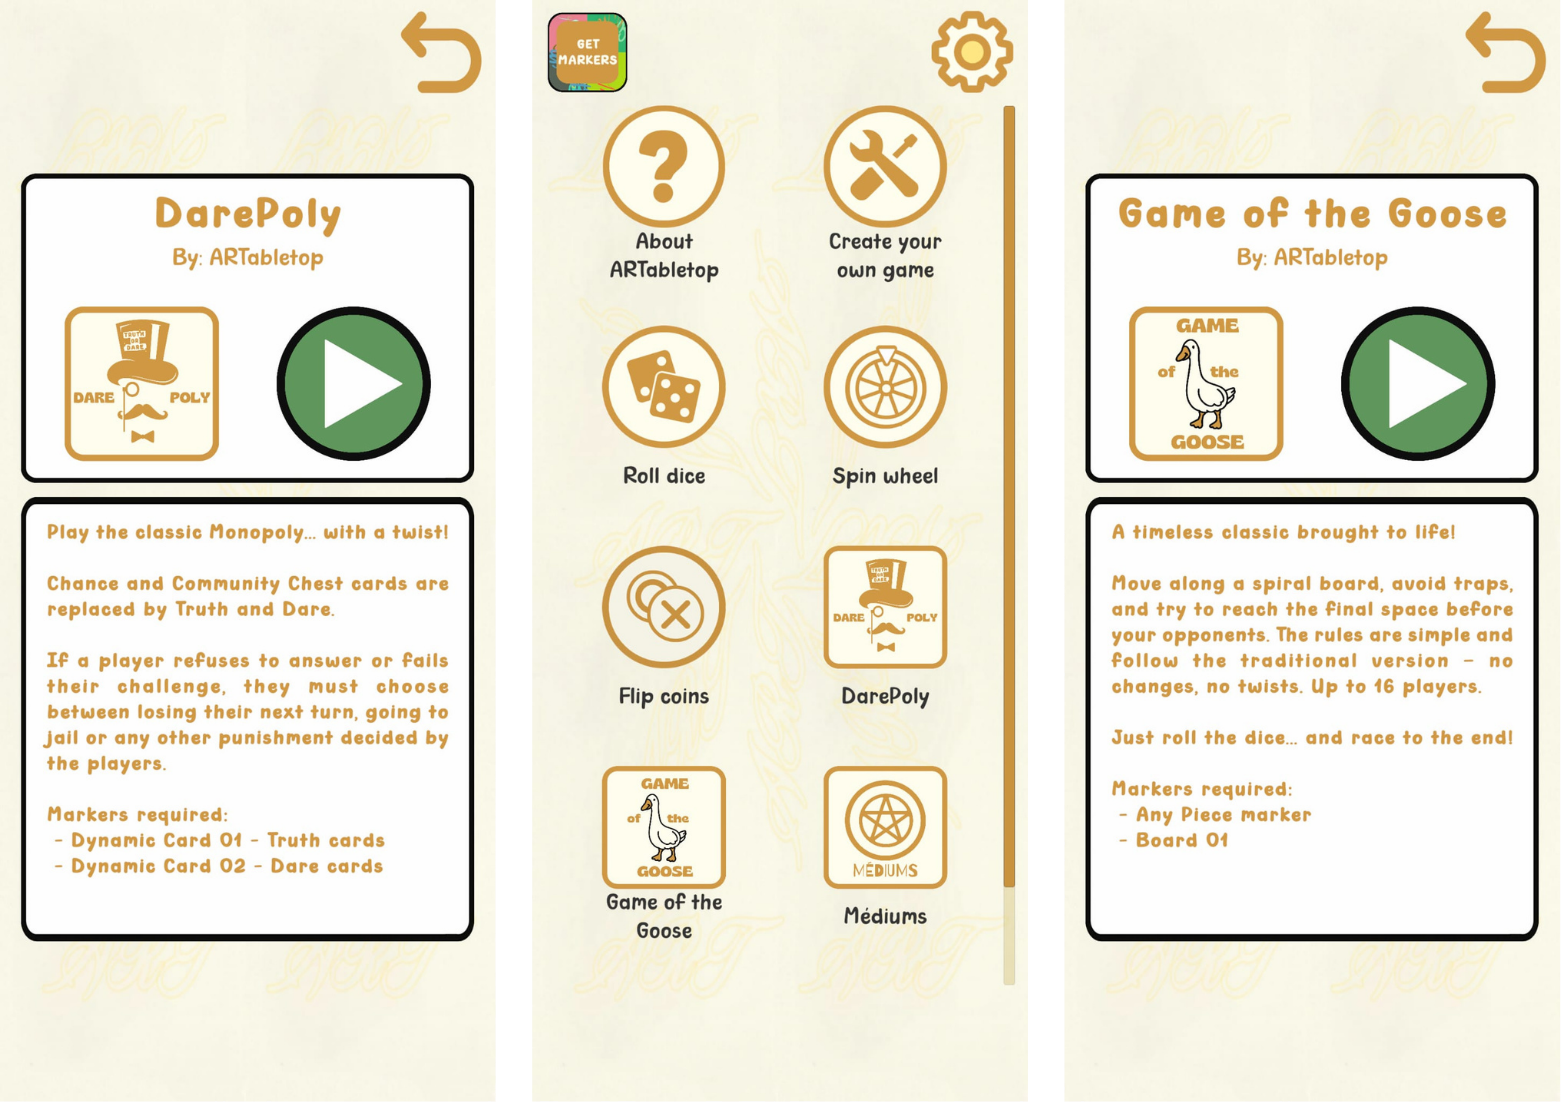 DarePoly
By: ARTabletop
TRUTH
OR
DARE
DARE POLY
Play the classic Monopoly... with a twist!
Chance and Community Chest cards are
replaced by Truth and Dare.
If a player refuses to answer or fails
their challenge, they must choose
between losing their next turn, going to
jail or any other punishment decided by
the players.
Markers required:
- Dynamic Card 01 - Truth cards
- Dynamic Card 02 - Dare cards
GET
MARKERS
About
ARTabletop
Create your
own game
Roll dice
Spin wheel
Flip coins
TRUTH
OR
DARE
DARE POLY
DarePoly
GAME
of the
GOOSE
Game of the
Goose
MÉDIUMS
Médiums
Game of the Goose
By: ARTabletop
GAME
of the
GOOSE
A timeless classic brought to life!
Move along a spiral board, avoid traps,
and try to reach the final space before
your opponents. The rules are simple and
follow the traditional version - no
changes, no twists. Up to 16 players.
Just roll the dice... and race to the end!
Markers required:
- Any Piece marker
- Board 01